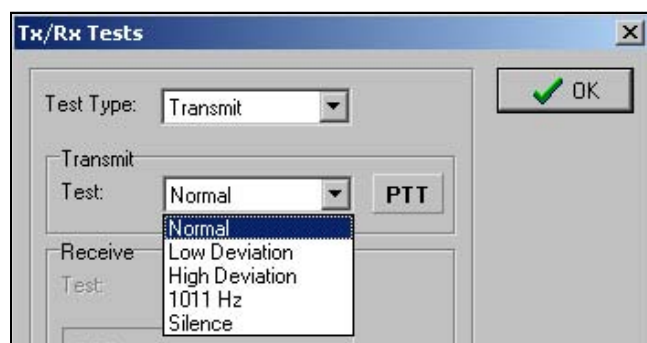 Tx/Rx Tests
OK
Test Type: Transmit
Transmit
Test: Normal PTT
Normal
Low Deviation
Receive
High Deviation
Test:
1011 Hz
Silence